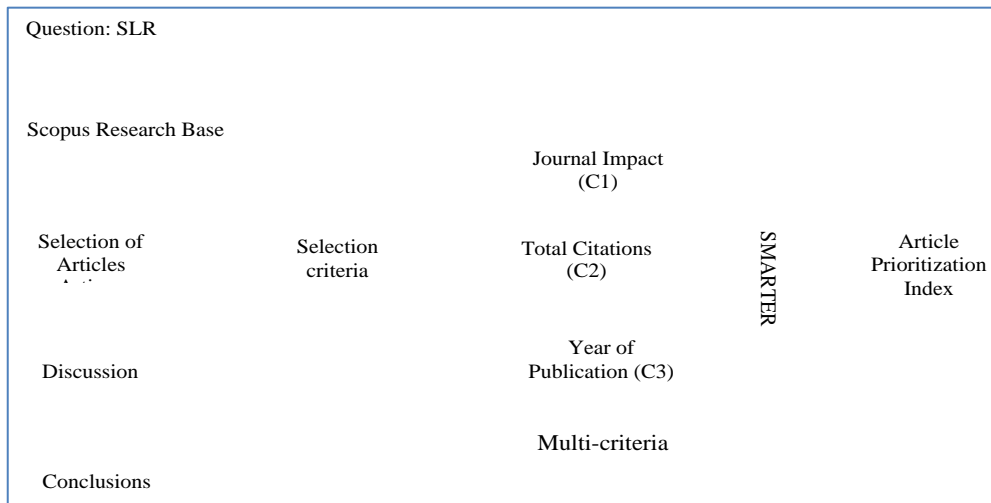 Question: SLR
Scopus Research Base
Journal Impact
(C1)
Selection of
Articles
Selection
criteria
Total Citations
(C2)
SMARTER
Article
Prioritization
Index
Year of
Publication (C3)
Discussion
Multi-criteria
Conclusions